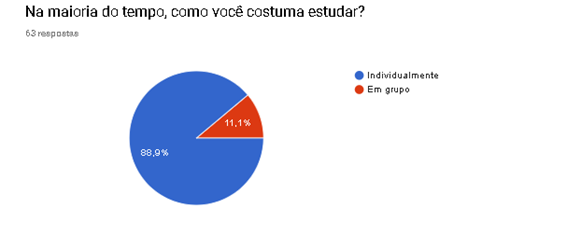 Na maioria do tempo, como você costuma estudar?
63 respostas
Individualmente
Em grupo
11,1%
88,9%